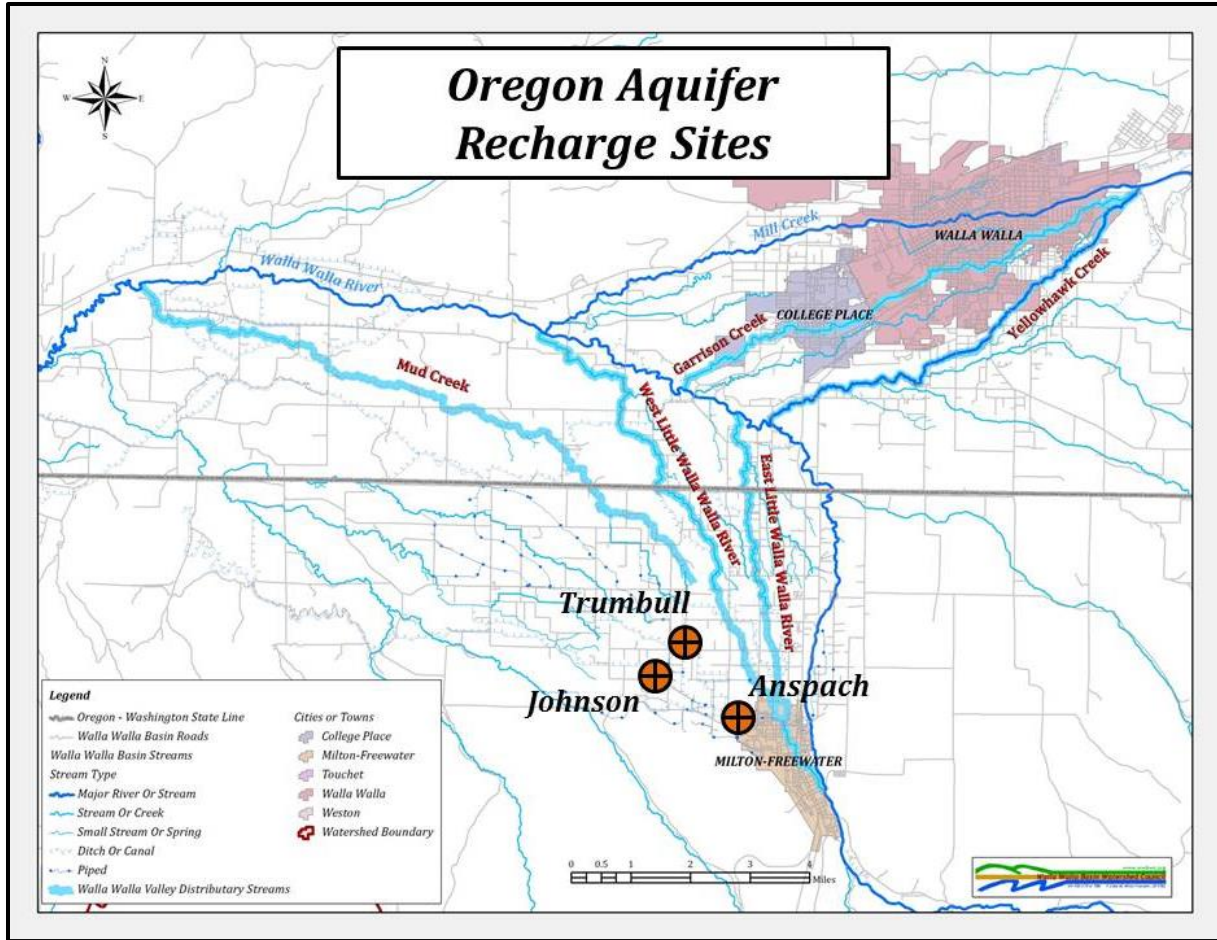 Oregon Aquifer
Recharge Sites
N
W
E
S
Mill Creek
WALLA WALLA
Walla Walla River
Yellowhawk Creek
COLLEGE PLACE
Garrison Creek
Mud Creek
West Little Walla Walla River
East Little Walla Walla River
Trumbull
Johnson
Anspach
MILTON-FREEWATER
Legend
Oregon - Washington State Line
Walla Walla Basin Roads
Walla Walla Basin Streams
Stream Type
Major River Or Stream
Stream Or Creek
Small Stream Or Spring
Ditch Or Canal
Piped
Walla Walla Valley Distributary Streams
Cities or Towns
College Place
Milton-Freewater
Touchet
Walla Walla
Weston
Watershed Boundary
0 0.5 1 2 3 4
Miles
Walla Walla Basin Watershed Council